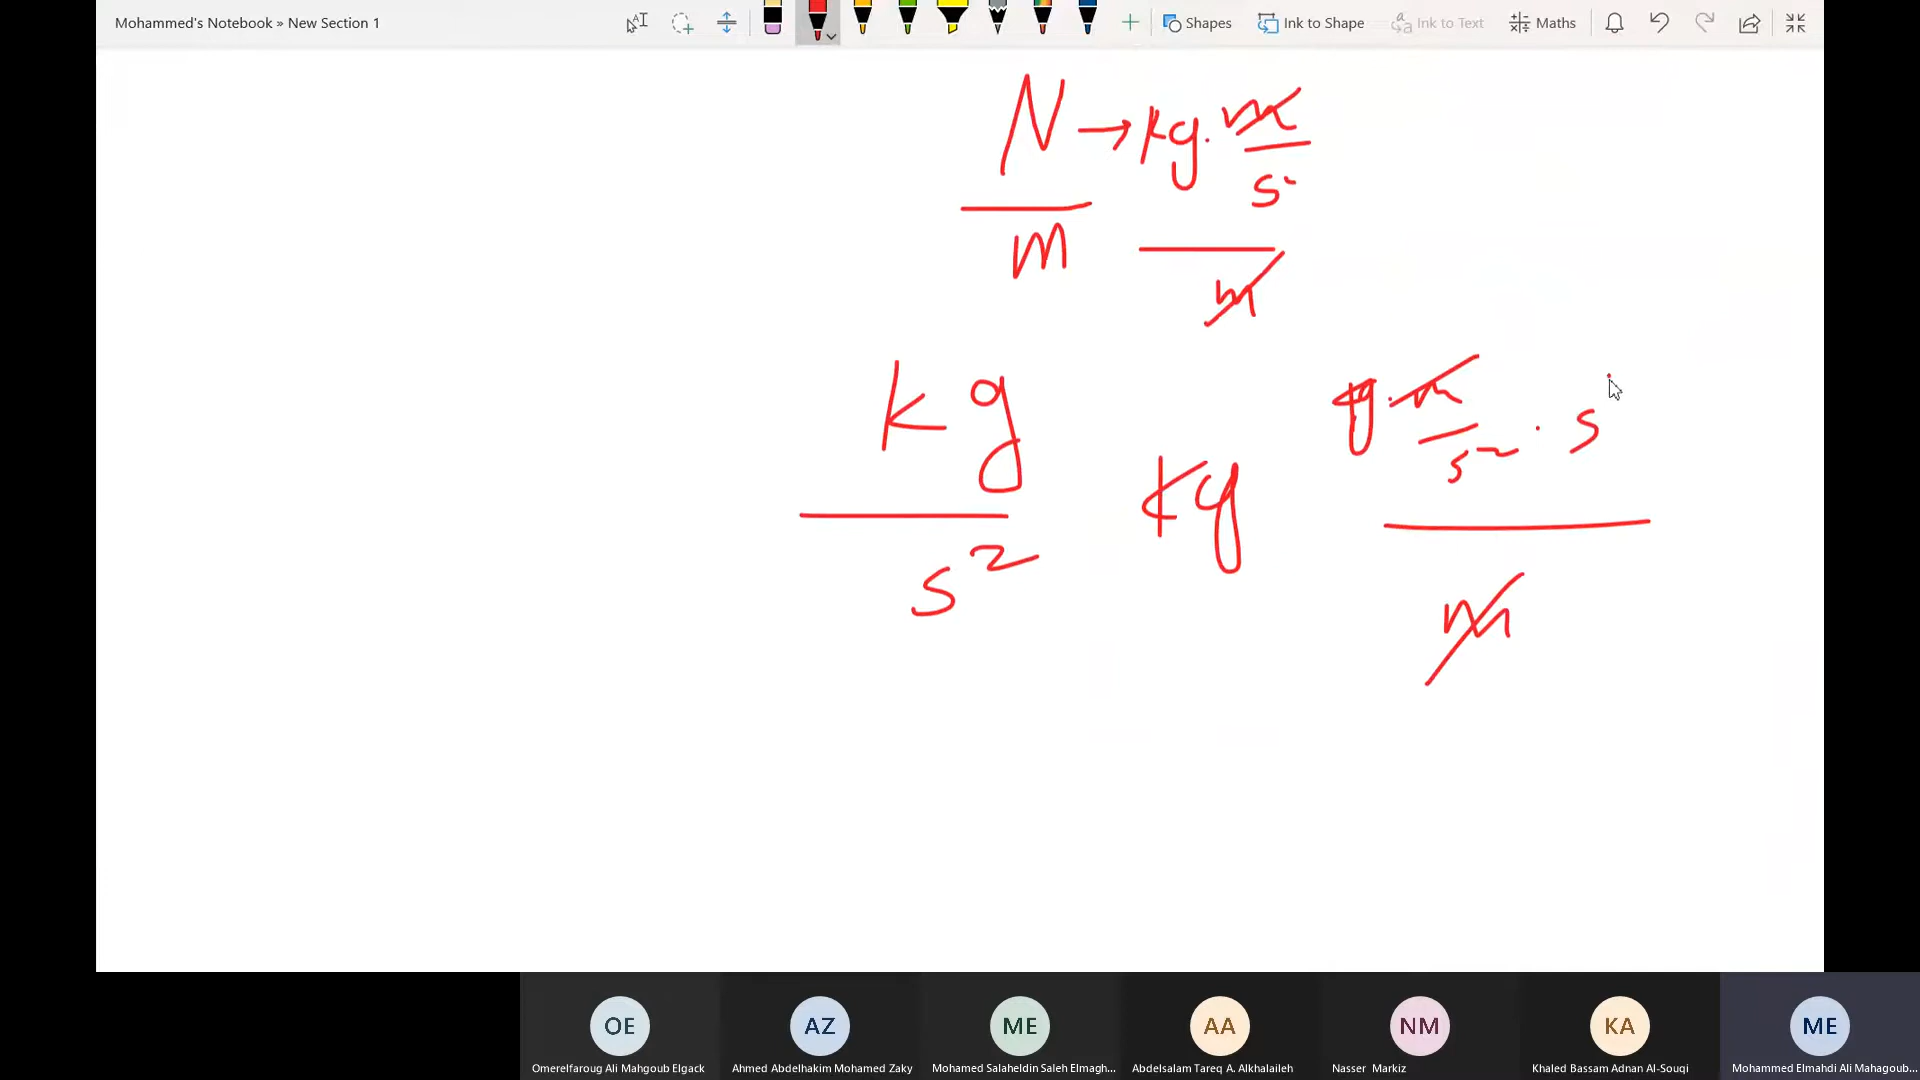 Mohammed's Notebook » New Section 1
Shapes Ink to Shape Ink to Text Maths
N → kg. m
s²
m
m
kg
s²
kg
kg. m
s² . s
m
OE AZ ME AA NM KA ME
Omerelfaroug Ali Mahgoub Elgack Ahmed Abdelhakim Mohamed Zaky Mohamed Salaheldin Saleh Elmagh... Abdelsalam Tareq A. Alkhalaileh Nasser Markiz Khaled Bassam Adnan Al-Souqi Mohammed Elmahdi Ali Mahagoub...